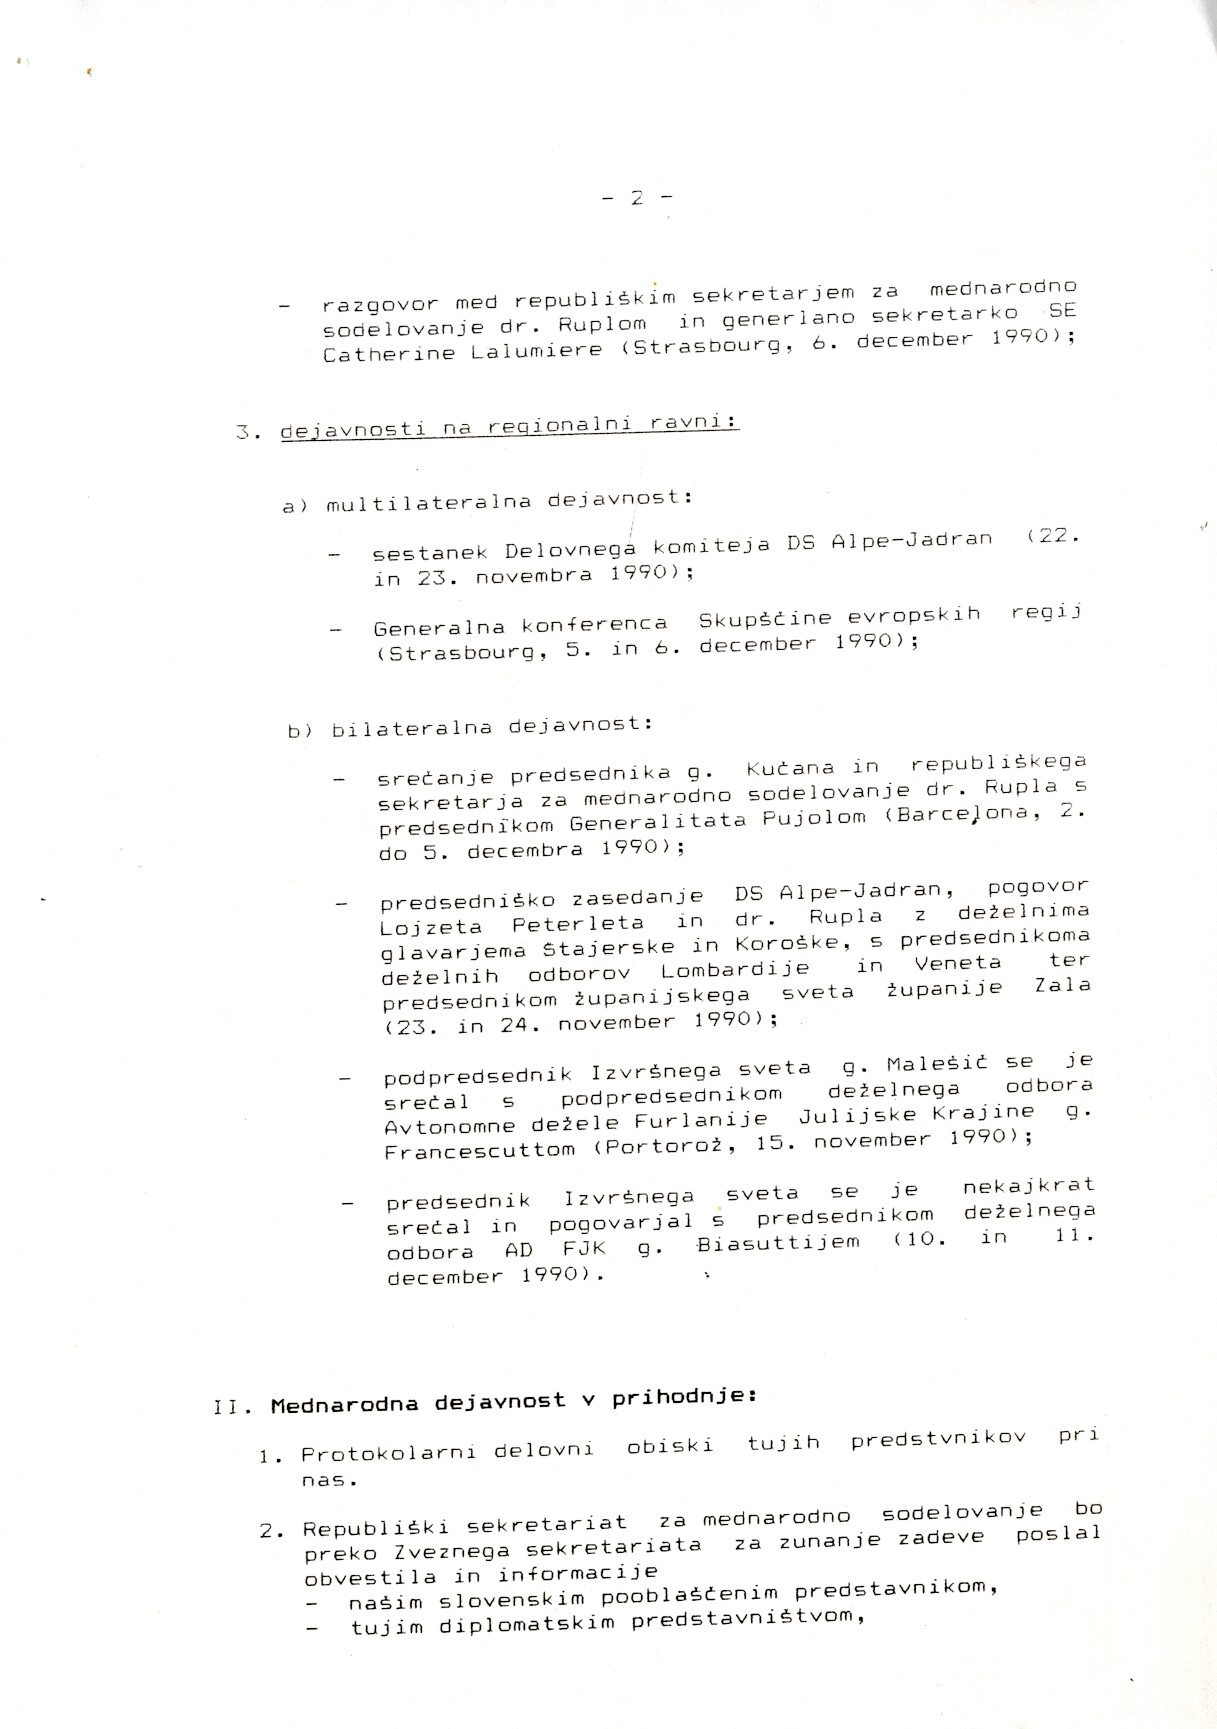 - 2 -
- razgovor med republiškim sekretarjem za mednarodno
sodelovanje dr. Ruplom in generlano sekretarko SE
Catherine Lalumiere (Strasbourg, 6. december 1990);
3. dejavnosti na regionalni ravni:
a) multilateralna dejavnost:
- sestanek Delovnega komiteja DS Alpe-Jadran (22.
in 23. novembra 1990);
- Generalna konferenca Skupščine evropskih regij
(Strasbourg, 5. in 6. december 1990);
b) bilateralna dejavnost:
- srečanje predsednika g. Kučana in republiškega
sekretarja za mednarodno sodelovanje dr. Rupla s
predsednikom Generalitata Pujolom (Barcelona, 2.
do 5. decembra 1990);
- predsedniško zasedanje DS Alpe-Jadran, pogovor
Lojzeta Peterleta in dr. Rupla z deželnima
glavarjema Štajerske in Koroške, s predsednikoma
deželnih odborov Lombardije in Veneta ter
predsednikom županijskega sveta županije Zala
(23. in 24. november 1990);
- podpredsednik Izvršnega sveta g. Malešič se je
srečal s podpredsednikom deželnega odbora
Avtonomne dežele Furlanije Julijske Krajine g.
Francescuttom (Portorož, 15. november 1990);
- predsednik Izvršnega sveta se je nekajkrat
srečal in pogovarjal s predsednikom deželnega
odbora AD FJK g. Biasuttijem (10. in 11.
december 1990).
II. Mednarodna dejavnost v prihodnje:
1. Protokolarni delovni obiski tujih predstvnikov pri
nas.
2. Republiški sekretariat za mednarodno sodelovanje bo
preko Zveznega sekretariata za zunanje zadeve poslal
obvestila in informacije
- našim slovenskim pooblaščenim predstavnikom,
- tujim diplomatskim predstavništvom,